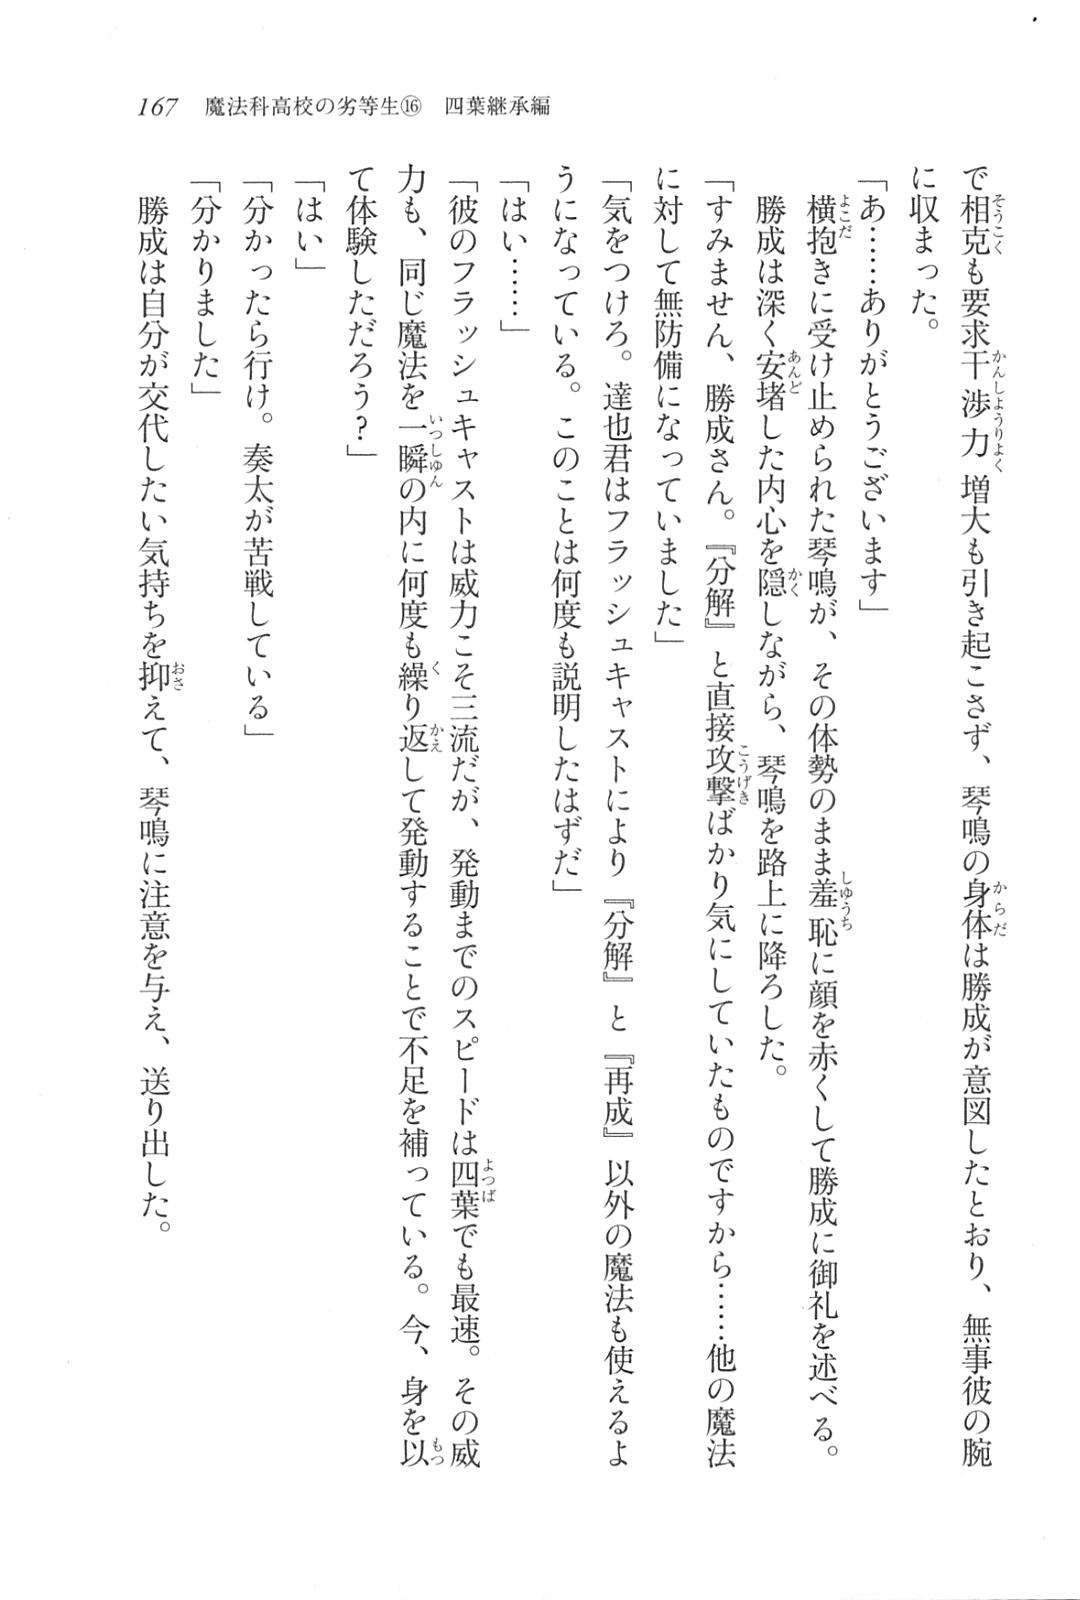 167　魔法科高校の劣等生⑯　四葉継承編
で相克も要求干渉力増大も引き起こさず、琴鳴の身体は勝成が意図したとおり、無事彼の腕
に収まった。
「あ……ありがとうございます」
　横抱きに受け止められた琴鳴が、その体勢のまま羞恥に顔を赤くして勝成に御礼を述べる。
　勝成は深く安堵した内心を隠しながら、琴鳴を路上に降ろした。
「すみません、勝成さん。『分解』と直接攻撃ばかり気にしていたものですから……他の魔法
に対して無防備になっていました」
「気をつけろ。達也君はフラッシュキャストにより『分解』と『再成』以外の魔法も使えるよ
うになっている。このことは何度も説明したはずだ」
「はい……」
「彼のフラッシュキャストは威力こそ三流だが、発動までのスピードは四葉でも最速。その威
力も、同じ魔法を一瞬の内に何度も繰り返して発動することで不足を補っている。今、身を以
て体験しただろう?」
「はい」
「分かったら行け。奏太が苦戦している」
「分かりました」
　勝成は自分が交代したい気持ちを抑えて、琴鳴に注意を与え、送り出した。